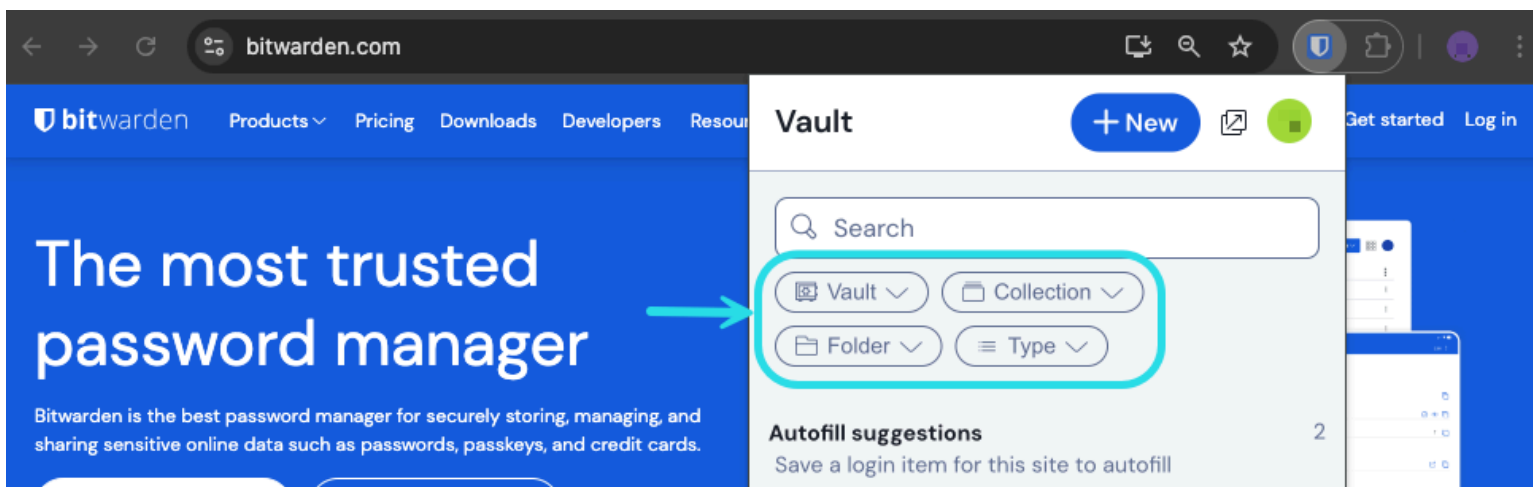 bitwarden.com
bitwarden Products Pricing Downloads Developers Resour
Get started Log in
The most trusted
password manager
Bitwarden is the best password manager for securely storing, managing, and
sharing sensitive online data such as passwords, passkeys, and credit cards.
Vault
New
Search
Vault Collection
Folder Type
Autofill suggestions 2
Save a login item for this site to autofill